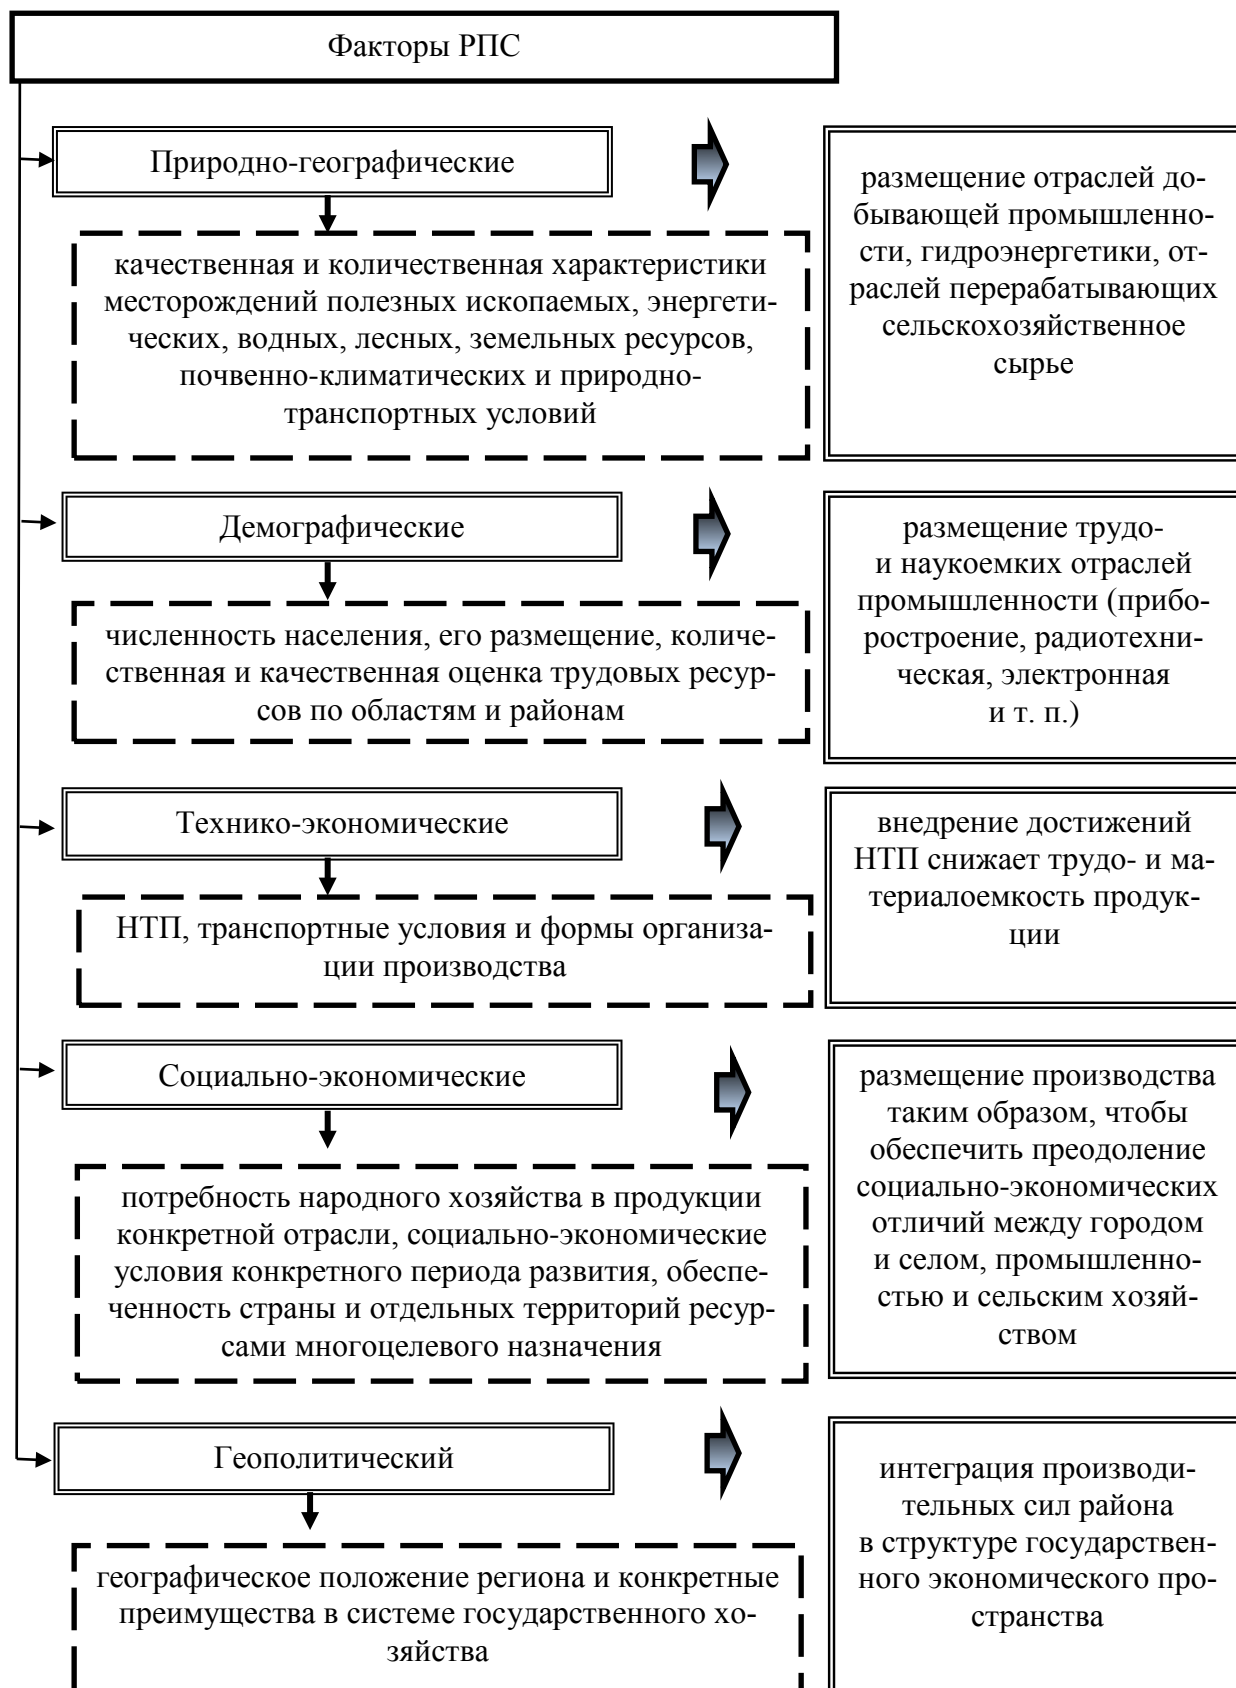 Факторы РПС
Природно-географические
качественная и количественная характеристики
месторождений полезных ископаемых, энергети-
ческих, водных, лесных, земельных ресурсов,
почвенно-климатических и природно-
транспортных условий
размещение отраслей до-
бывающей промышленно-
сти, гидроэнергетики, от-
раслей перерабатывающих
сельскохозяйственное
сырье
Демографические
численность населения, его размещение, количе-
ственная и качественная оценка трудовых ресур-
сов по областям и районам
размещение трудо-
и наукоемких отраслей
промышленности (прибо-
ростроение, радиотехни-
ческая, электронная
и т. п.)
Технико-экономические
НТП, транспортные условия и формы организа-
ции производства
внедрение достижений
НТП снижает трудо- и ма-
териалоемкость продук-
ции
Социально-экономические
потребность народного хозяйства в продукции
конкретной отрасли, социально-экономические
условия конкретного периода развития, обеспе-
ченность страны и отдельных территорий ресур-
сами многоцелевого назначения
размещение производства
таким образом, чтобы
обеспечить преодоление
социально-экономических
отличий между городом
и селом, промышленно-
стью и сельским хозяй-
ством
Геополитический
географическое положение региона и конкретные
преимущества в системе государственного хо-
зяйства
интеграция производи-
тельных сил района
в структуре государствен-
ного экономического про-
странства